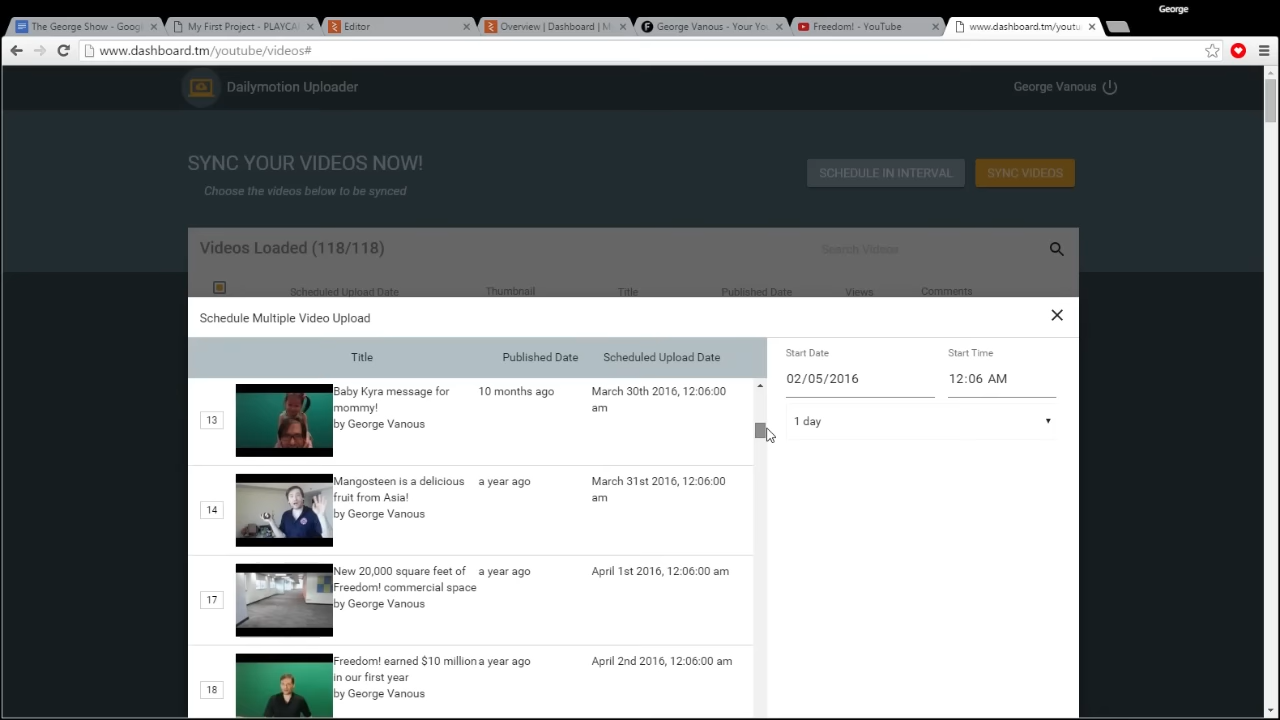 George
The George Show - Googl
My First Project - PLAYCA
Editor
Overview | Dashboard | M
George Vanous - Your Yo
Freedom! - YouTube
www.dashboard.tm/youtu
www.dashboard.tm/youtube/videos#
Dailymotion Uploader
George Vanous
SYNC YOUR VIDEOS NOW!
Choose the videos below to be synced
SCHEDULE IN INTERVAL
SYNC VIDEOS
Videos Loaded (118/118)
Search Videos
Scheduled Upload Date Thumbnail Title Published Date Views Comments
Schedule Multiple Video Upload
Title Published Date Scheduled Upload Date
Start Date Start Time
02/05/2016 12:06 AM
1 day
13
Baby Kyra message for
mommy!
by George Vanous
10 months ago
March 30th 2016, 12:06:00
am
14
Mangosteen is a delicious
fruit from Asia!
by George Vanous
a year ago
March 31st 2016, 12:06:00
am
17
New 20,000 square feet of
Freedom! commercial space
by George Vanous
a year ago
April 1st 2016, 12:06:00 am
18
Freedom! earned $10 million
in our first year
by George Vanous
a year ago
April 2nd 2016, 12:06:00 am